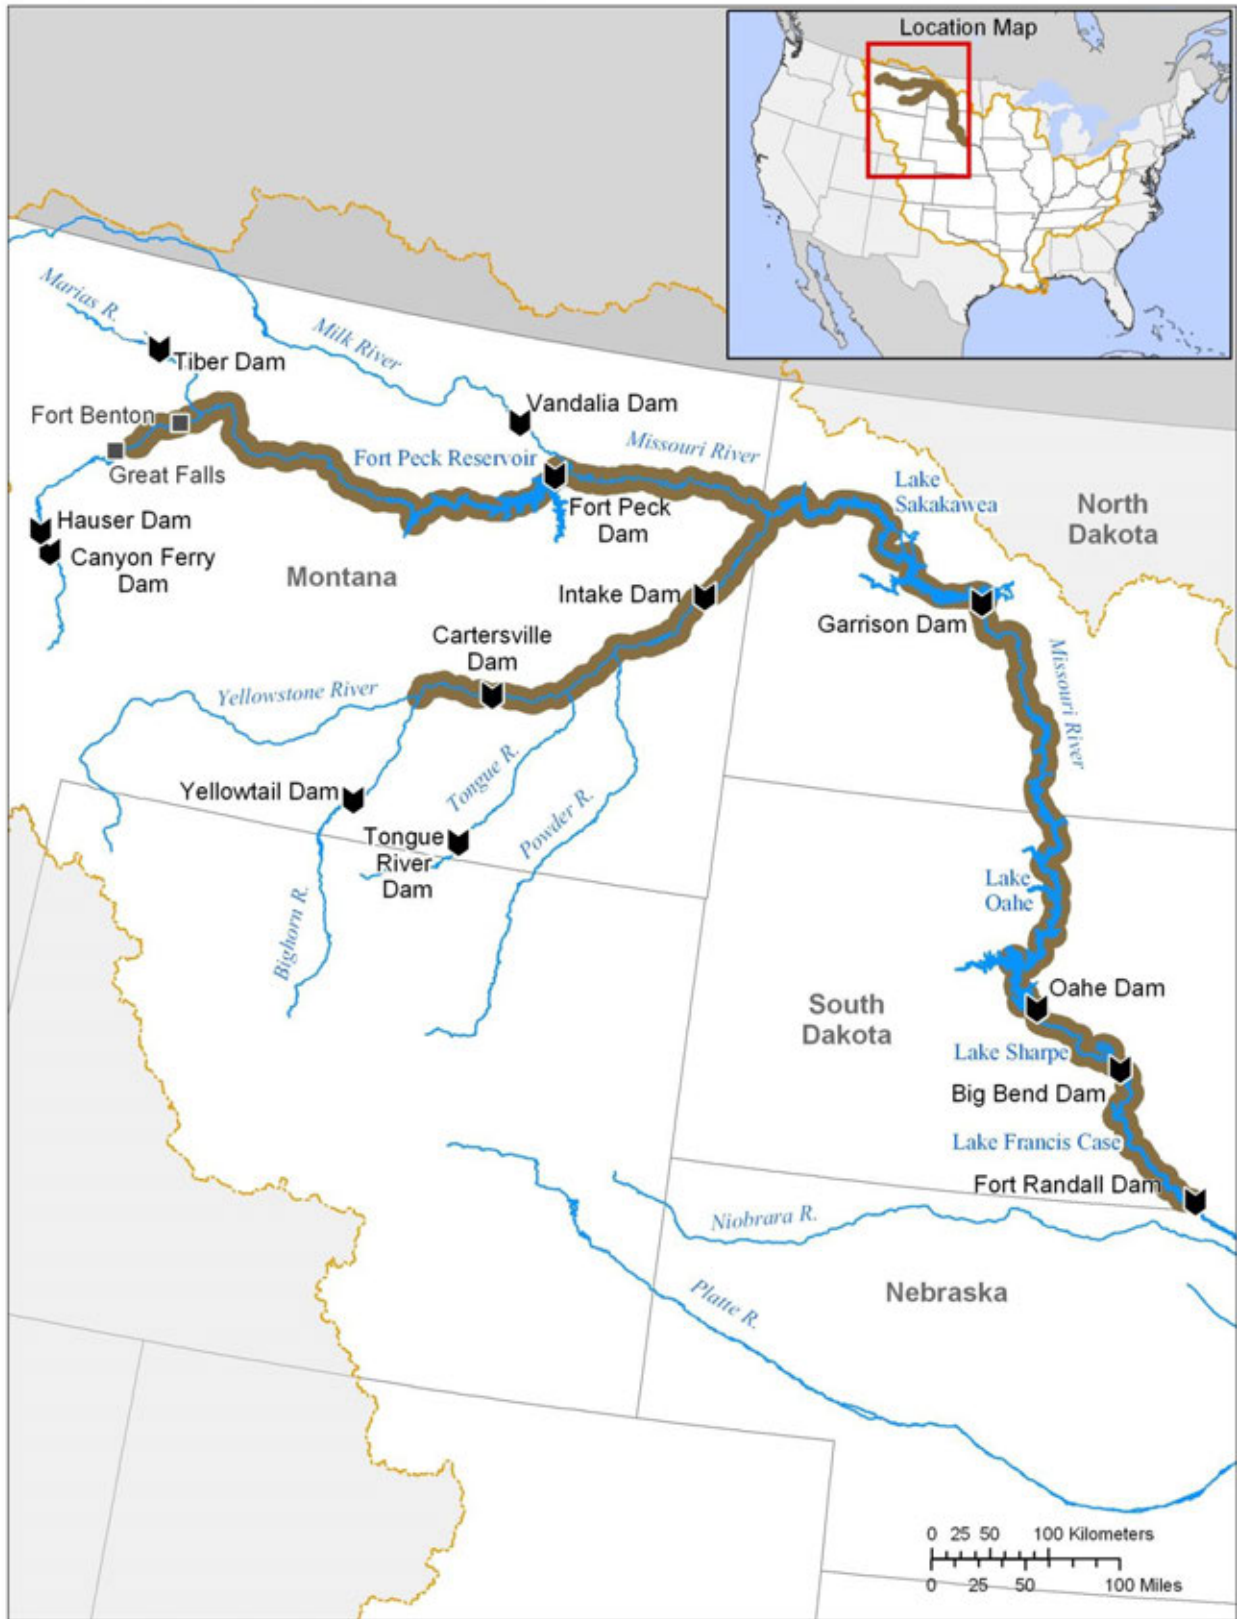 Location Map
Marias R.
Milk River
Tiber Dam
Fort Benton
Vandalia Dam
Missouri River
Fort Peck Reservoir
Great Falls
Lake
Sakakawea
North
Dakota
Fort Peck
Dam
Hauser Dam
Canyon Ferry
Dam
Montana
Intake Dam
Garrison Dam
Cartersville
Dam
Missouri River
Yellowstone River
Yellowtail Dam
Tongue R.
Powder R.
Tongue
River
Dam
Bighorn R.
Lake
Oahe
Oahe Dam
South
Dakota
Lake Sharpe
Big Bend Dam
Lake Francis Case
Fort Randall Dam
Niobrara R.
Nebraska
Platte R.
0 25 50 100 Kilometers
0 25 50 100 Miles